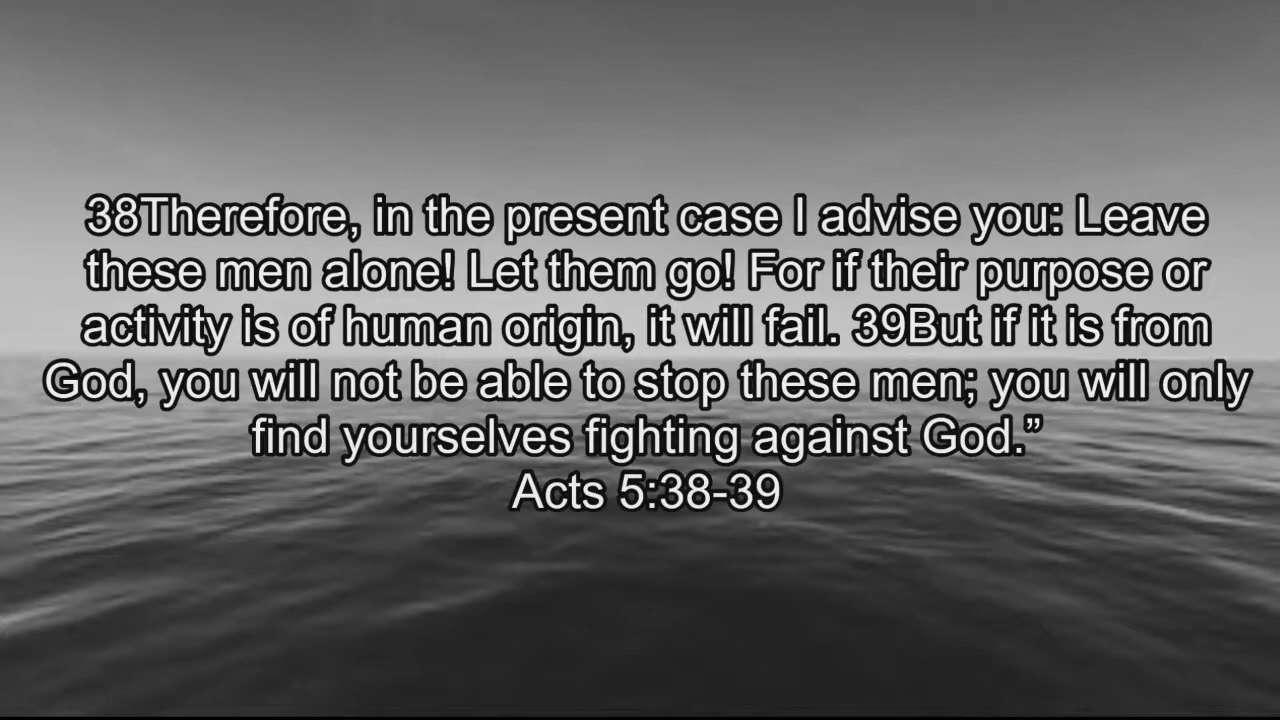 38Therefore, in the present case I advise you: Leave
these men alone! Let them go! For if their purpose or
activity is of human origin, it will fail. 39But if it is from
God, you will not be able to stop these men; you will only
find yourselves fighting against God.”
Acts 5:38-39